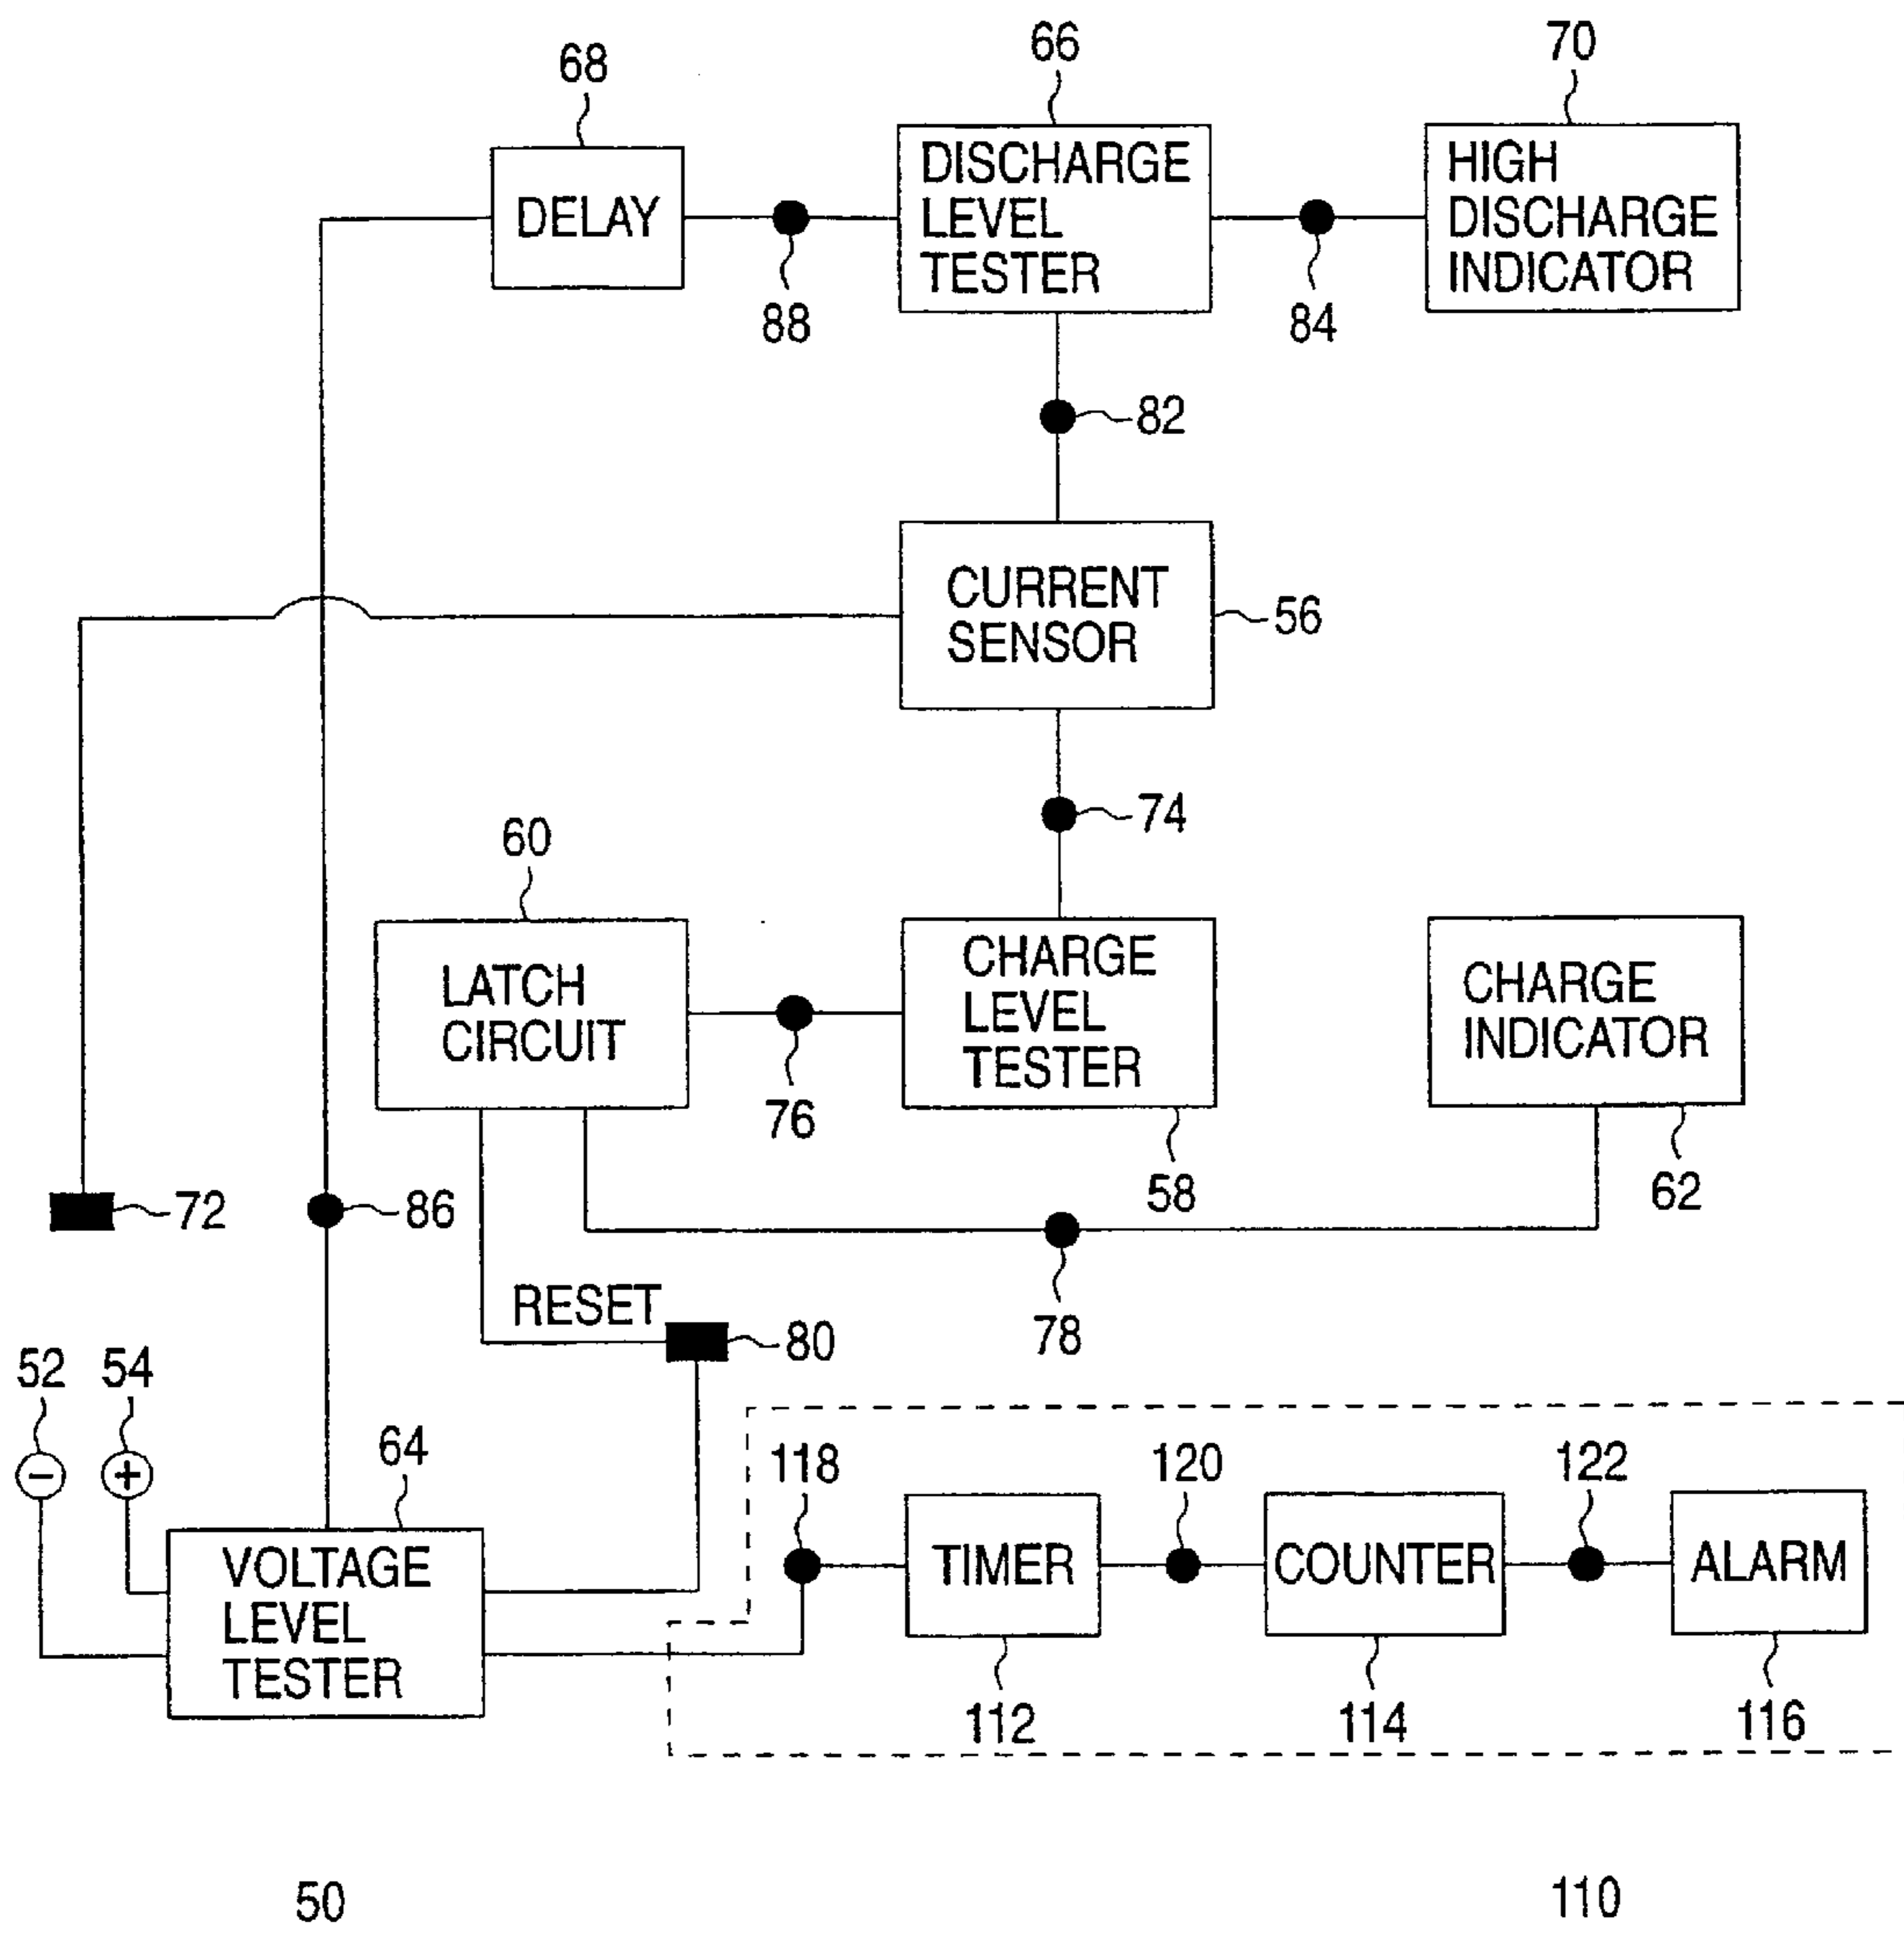 68
66
70
DELAY
DISCHARGE
LEVEL
TESTER
HIGH
DISCHARGE
INDICATOR
88
84
82
CURRENT
SENSOR
56
74
60
LATCH
CIRCUIT
CHARGE
LEVEL
TESTER
CHARGE
INDICATOR
76
58
62
72
86
78
RESET
80
52
54
64
118
120
122
VOLTAGE
LEVEL
TESTER
TIMER
COUNTER
ALARM
112
114
116
50
110